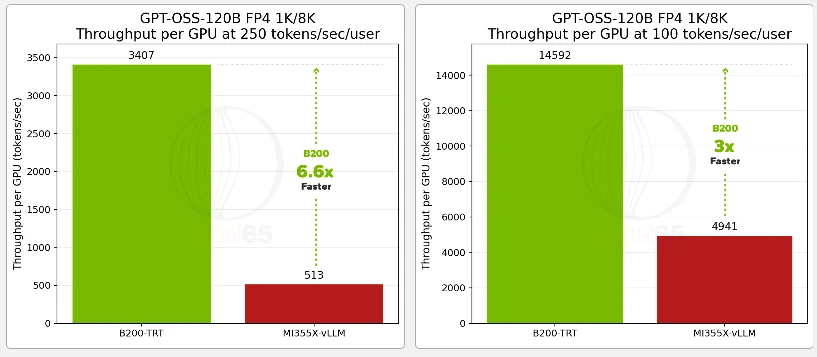 GPT-OSS-120B FP4 1K/8K
Throughput per GPU at 250 tokens/sec/user
Throughput per GPU (tokens/sec)
3500
3000
2500
2000
1500
1000
500
0
3407
B200
6.6x
Faster
513
B200-TRT
MI355X-vLLM
GPT-OSS-120B FP4 1K/8K
Throughput per GPU at 100 tokens/sec/user
Throughput per GPU (tokens/sec)
14000
12000
10000
8000
6000
4000
2000
0
14592
B200
3x
Faster
4941
B200-TRT
MI355X-vLLM